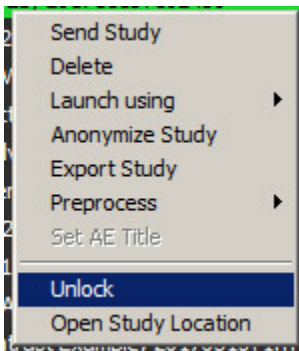 Send Study
Delete
Launch using
Anonymize Study
Export Study
Preprocess
Set AE Title
Unlock
Open Study Location